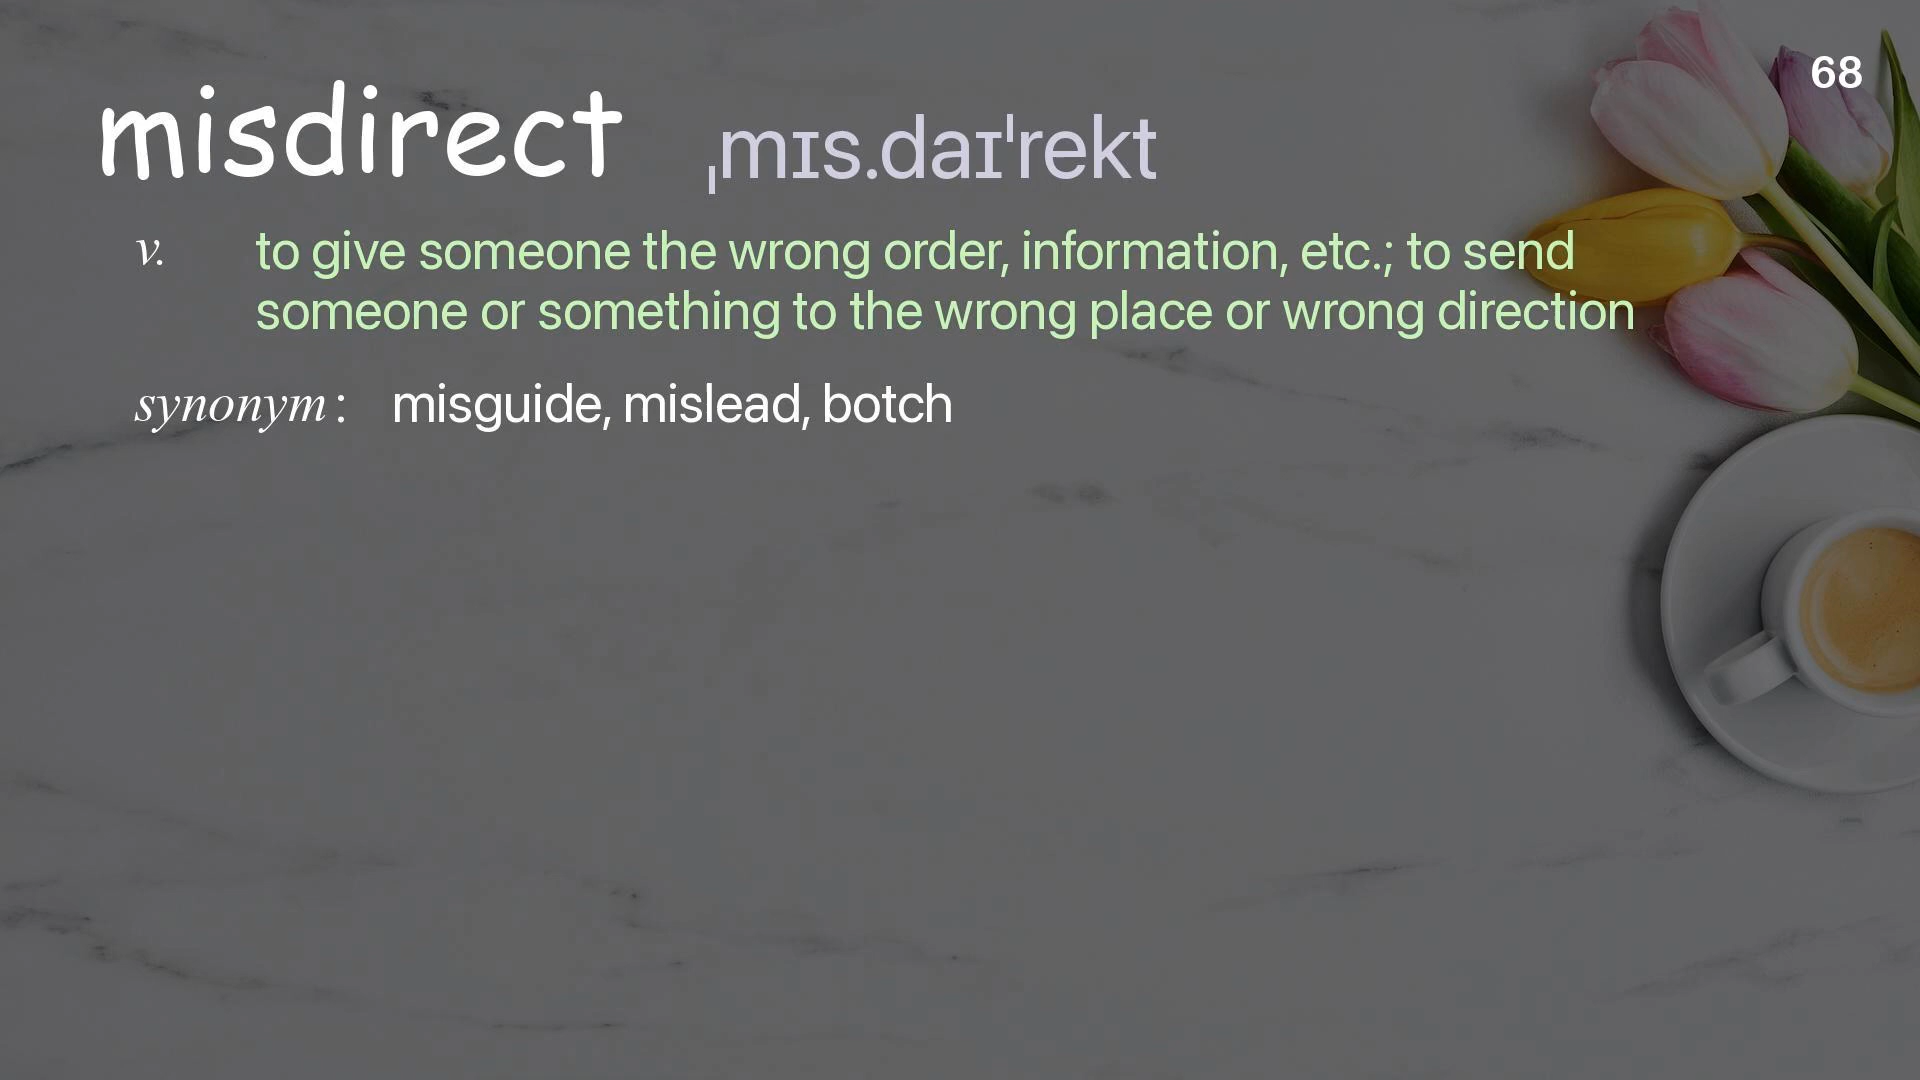 68
misdirect ˌmɪs.daɪˈrekt
v. to give someone the wrong order, information, etc.; to send
someone or something to the wrong place or wrong direction
synonym: misguide, mislead, botch